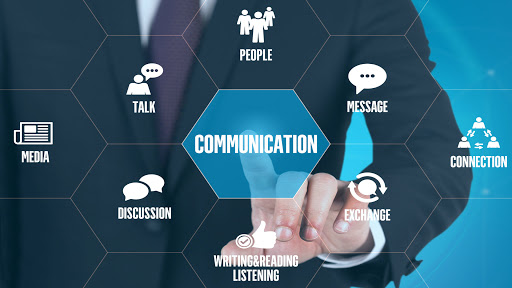 PEOPLE
TALK
MESSAGE
MEDIA
COMMUNICATION
CONNECTION
DISCUSSION
EXCHANGE
WRITING&READING
LISTENING